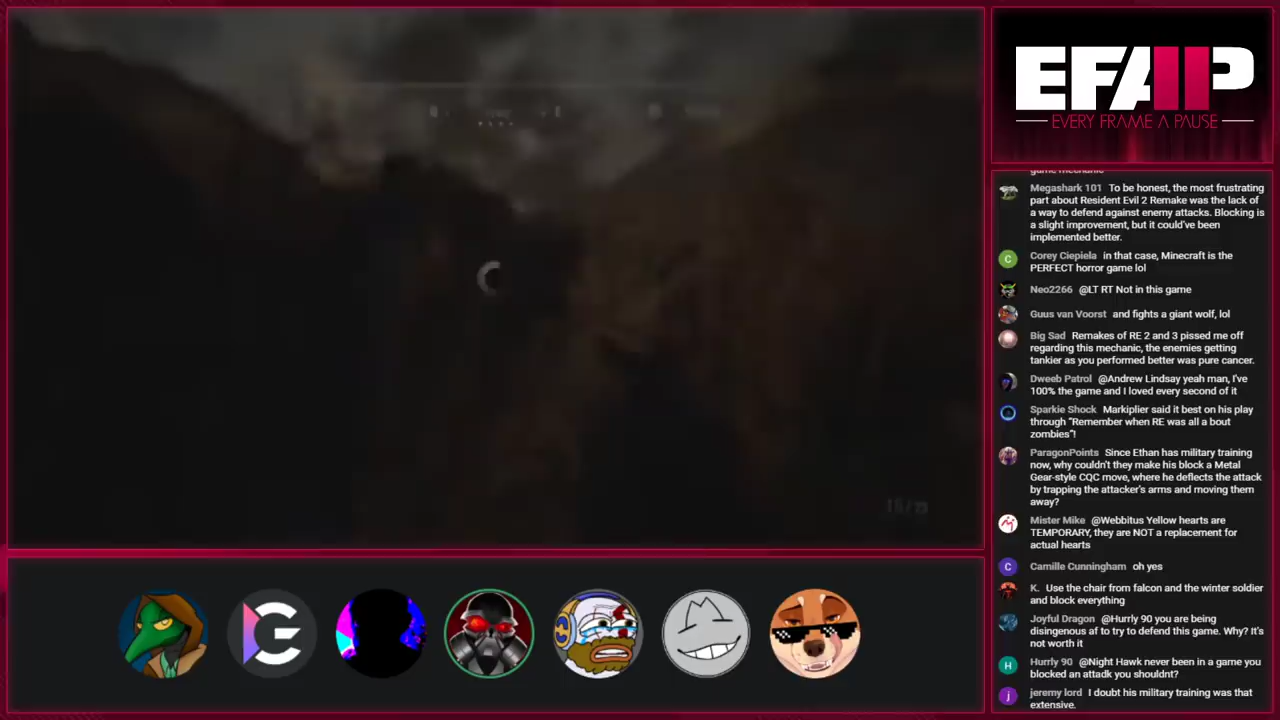 EFAP
EVERY FRAME A PAUSE
game mechanic
Megashark 101 To be honest, the most frustrating
part about Resident Evil 2 Remake was the lack of
a way to defend against enemy attacks. Blocking is
a slight improvement, but it could've been
implemented better.
Corey Ciepiela in that case, Minecraft is the
PERFECT horror game lol
Neo2266 @LT RT Not in this game
Guus van Voorst and fights a giant wolf, lol
Big Sad Remakes of RE 2 and 3 pissed me off
regarding this mechanic, the enemies getting
tankier as you performed better was pure cancer.
Dweeb Patrol @Andrew Lindsay yeah man, I've
100% the game and I loved every second of it
Sparkie Shock Markiplier said it best on his play
through “Remember when RE was all a bout
zombies”!
ParagonPoints Since Ethan has military training
now, why couldn't they make his block a Metal
Gear-style CQC move, where he deflects the attack
by trapping the attacker's arms and moving them
away?
Mister Mike @Webbitus Yellow hearts are
TEMPORARY, they are NOT a replacement for
actual hearts
Camille Cunningham oh yes
K. Use the chair from falcon and the winter soldier
and block everything
Joyful Dragon @Hurrly 90 you are being
disingenous af to try to defend this game. Why? It's
not worth it
Hurrly 90 @Night Hawk never been in a game you
blocked an attadk you shouldnt?
jeremy lord I doubt his military training was that
extensive.